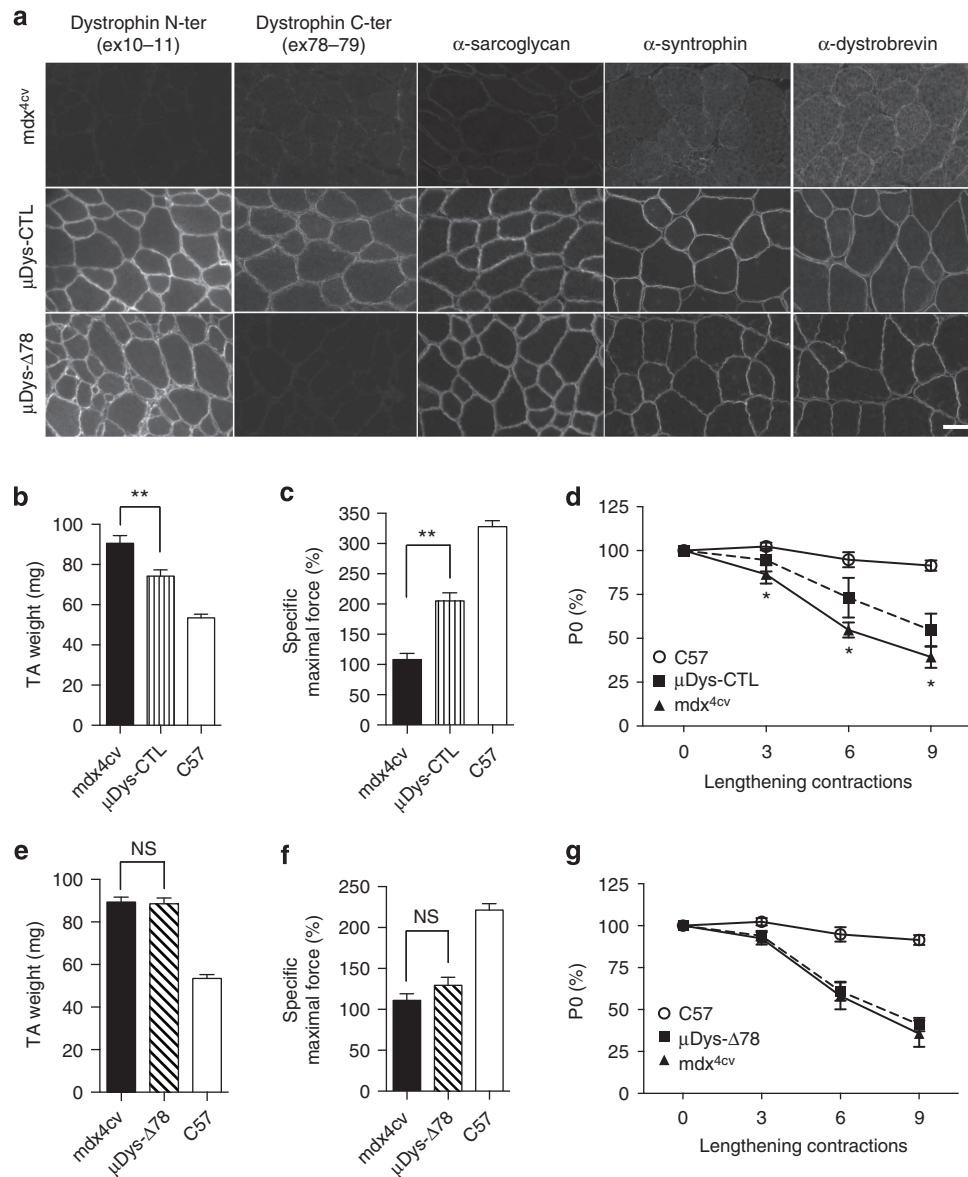 a
Dystrophin N-ter
(ex10–11)
Dystrophin C-ter
(ex78–79)
α-sarcoglycan
α-syntrophin
α-dystrobrevin
mdx4cv
μDys-CTL
μDys-Δ78
b
**
TA weight (mg)
100
80
60
40
20
0
mdx4cv
μDys-CTL
C57
c
**
Specific
maximal force (%)
350
300
250
200
150
100
50
0
mdx4cv
μDys-CTL
C57
d
P0 (%)
125
100
75
50
25
0
*
*
*
C57
μDys-CTL
mdx4cv
0 3 6 9
Lengthening contractions
e
NS
TA weight (mg)
100
80
60
40
20
0
mdx4cv
μDys-Δ78
C57
f
NS
Specific
maximal force (%)
250
200
150
100
50
0
mdx4cv
μDys-Δ78
C57
g
P0 (%)
125
100
75
50
25
0
C57
μDys-Δ78
mdx4cv
0 3 6 9
Lengthening contractions